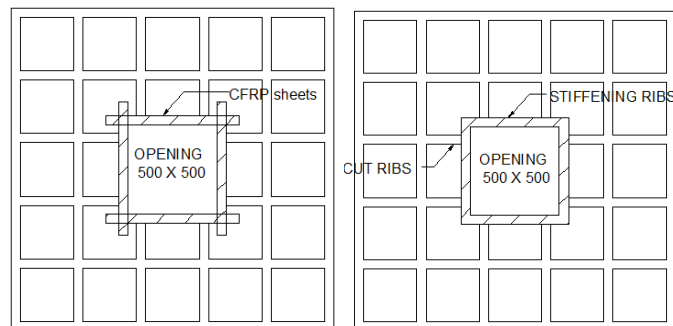 CFRP sheets
OPENING
500 X 500
STIFFENING RIBS
CUT RIBS
OPENING
500 X 500